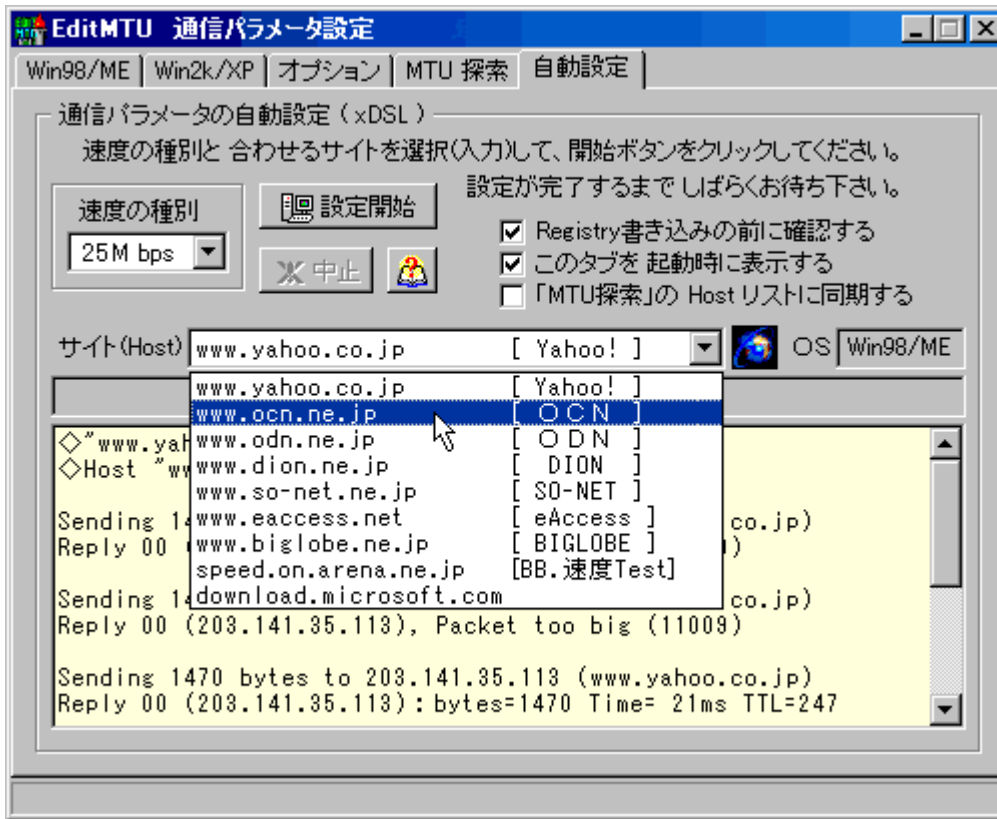 EditMTU 通信パラメータ設定
Win98/ME Win2k/XP オプション MTU 探索 自動設定
通信パラメータの自動設定 ( xDSL )
速度の種別と 合わせるサイトを選択(入力)して、開始ボタンをクリックしてください。
設定が完了するまで しばらくお待ち下さい。
速度の種別
25M bps
設定開始
中止
Registry書き込みの前に確認する
このタブを 起動時に表示する
「MTU探索」の Host リストに同期する
サイト(Host) www.yahoo.co.jp [ Yahoo! ] OS Win98/ME
www.yahoo.co.jp [ Yahoo! ]
www.ocn.ne.jp [ ＯＣＮ ]
www.odn.ne.jp [ ＯＤＮ ]
www.dion.ne.jp [ DION ]
www.so-net.ne.jp [ SO-NET ]
www.eaccess.net [ eAccess ]
www.biglobe.ne.jp [ BIGLOBE ]
speed.on.arena.ne.jp [BB.速度Test]
download.microsoft.com
◇"www.yah
◇Host "ww
Sending 14 co.jp)
Reply 00 )
Sending 14 co.jp)
Reply 00 (203.141.35.113), Packet too big (11009)
Sending 1470 bytes to 203.141.35.113 (www.yahoo.co.jp)
Reply 00 (203.141.35.113):bytes=1470 Time= 21ms TTL=247